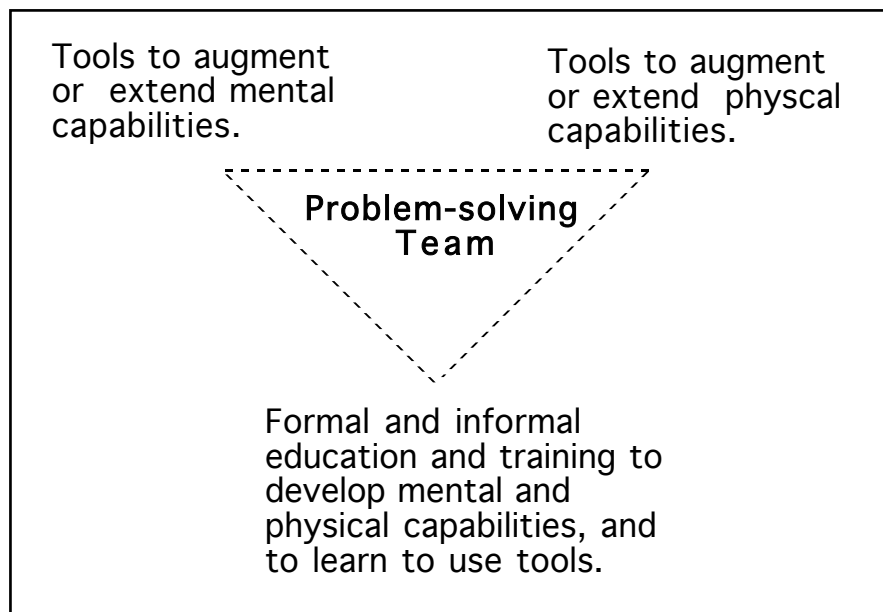 Tools to augment
or extend mental
capabilities.
Tools to augment
or extend physcal
capabilities.
Problem-solving
Team
Formal and informal
education and training to
develop mental and
physical capabilities, and
to learn to use tools.